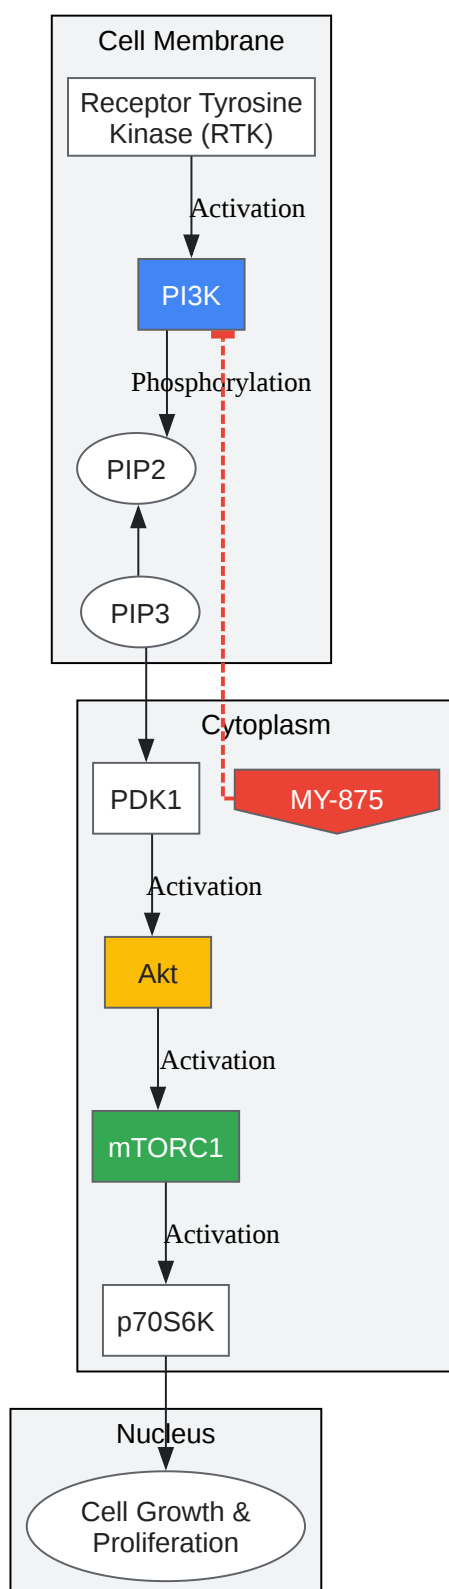 Cell Membrane
Receptor Tyrosine
Kinase (RTK)
Activation
PI3K
Phosphorylation
PIP2
PIP3
Cytoplasm
PDK1
MY-875
Activation
Akt
Activation
mTORC1
Activation
p70S6K
Nucleus
Cell Growth &
Proliferation